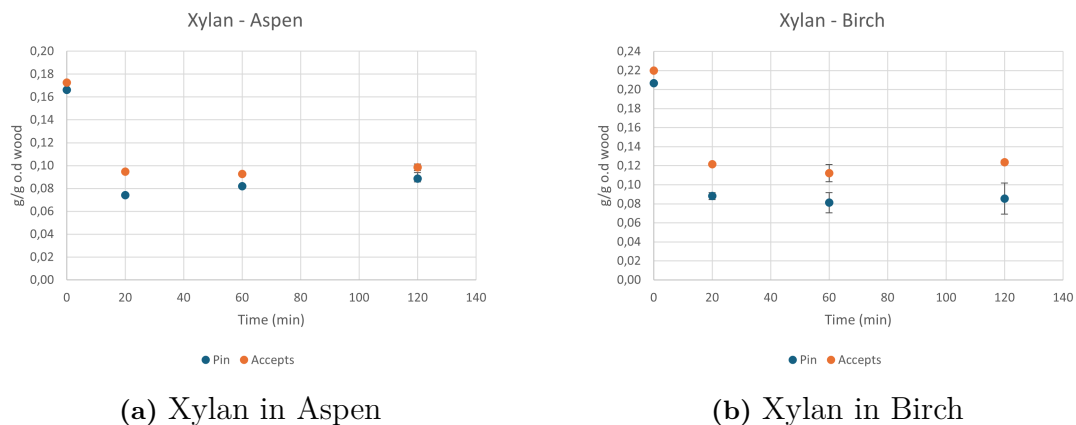 Xylan - Aspen
g/g o.d wood
0,20
0,18
0,16
0,14
0,12
0,10
0,08
0,06
0,04
0,02
0,00
0 20 40 60 80 100 120 140
Time (min)
Pin Accepts
(a) Xylan in Aspen
Xylan - Birch
g/g o.d wood
0,24
0,22
0,20
0,18
0,16
0,14
0,12
0,10
0,08
0,06
0,04
0,02
0,00
0 20 40 60 80 100 120 140
Time (min)
Pin Accepts
(b) Xylan in Birch